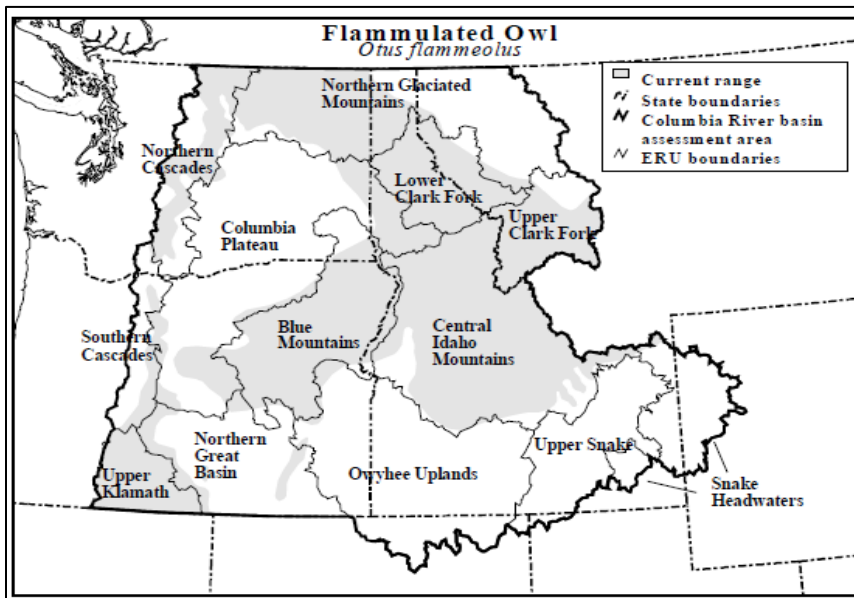 Flammulated Owl
Otus flammeolus
Current range
State boundaries
Columbia River basin
assessment area
ERU boundaries
Northern Glaciated
Mountains
Northern
Cascades
Lower
Clark Fork
Columbia
Plateau
Upper
Clark Fork
Southern
Cascades
Blue
Mountains
Central
Idaho
Mountains
Northern
Great
Basin
Upper
Klamath
Owyhee Uplands
Upper Snake
Snake
Headwaters